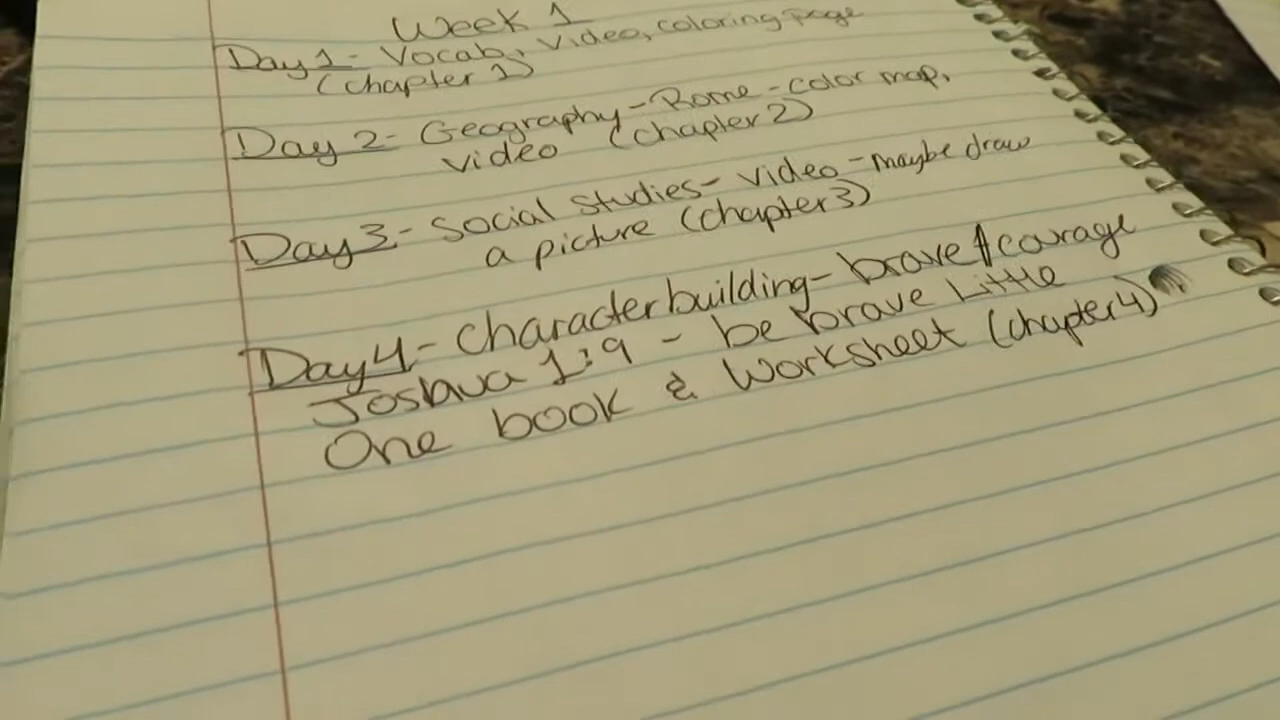 Week 1
Day 1- Vocab, Video, coloring page
(Chapter 1)
Day 2- Geography-Rome-color map,
video (chapter 2)
Day 3- Social Studies- video-maybe draw
a picture (chapter 3)
Day 4- Character building- brave/courage
Joshua 1:9 - be brave Little
One book & Worksheet (chapter 4)